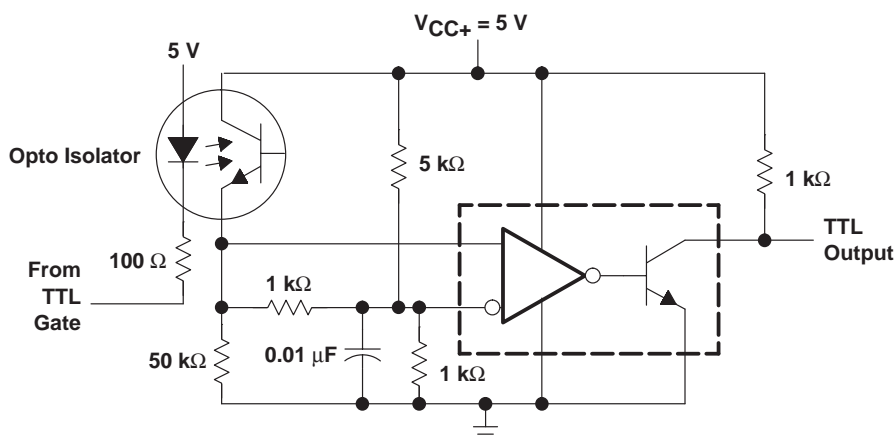 V_CC+ = 5 V
5 V
Opto Isolator
5 kΩ
1 kΩ
TTL
Output
100 Ω
From
TTL
Gate
1 kΩ
50 kΩ
0.01 μF
1 kΩ